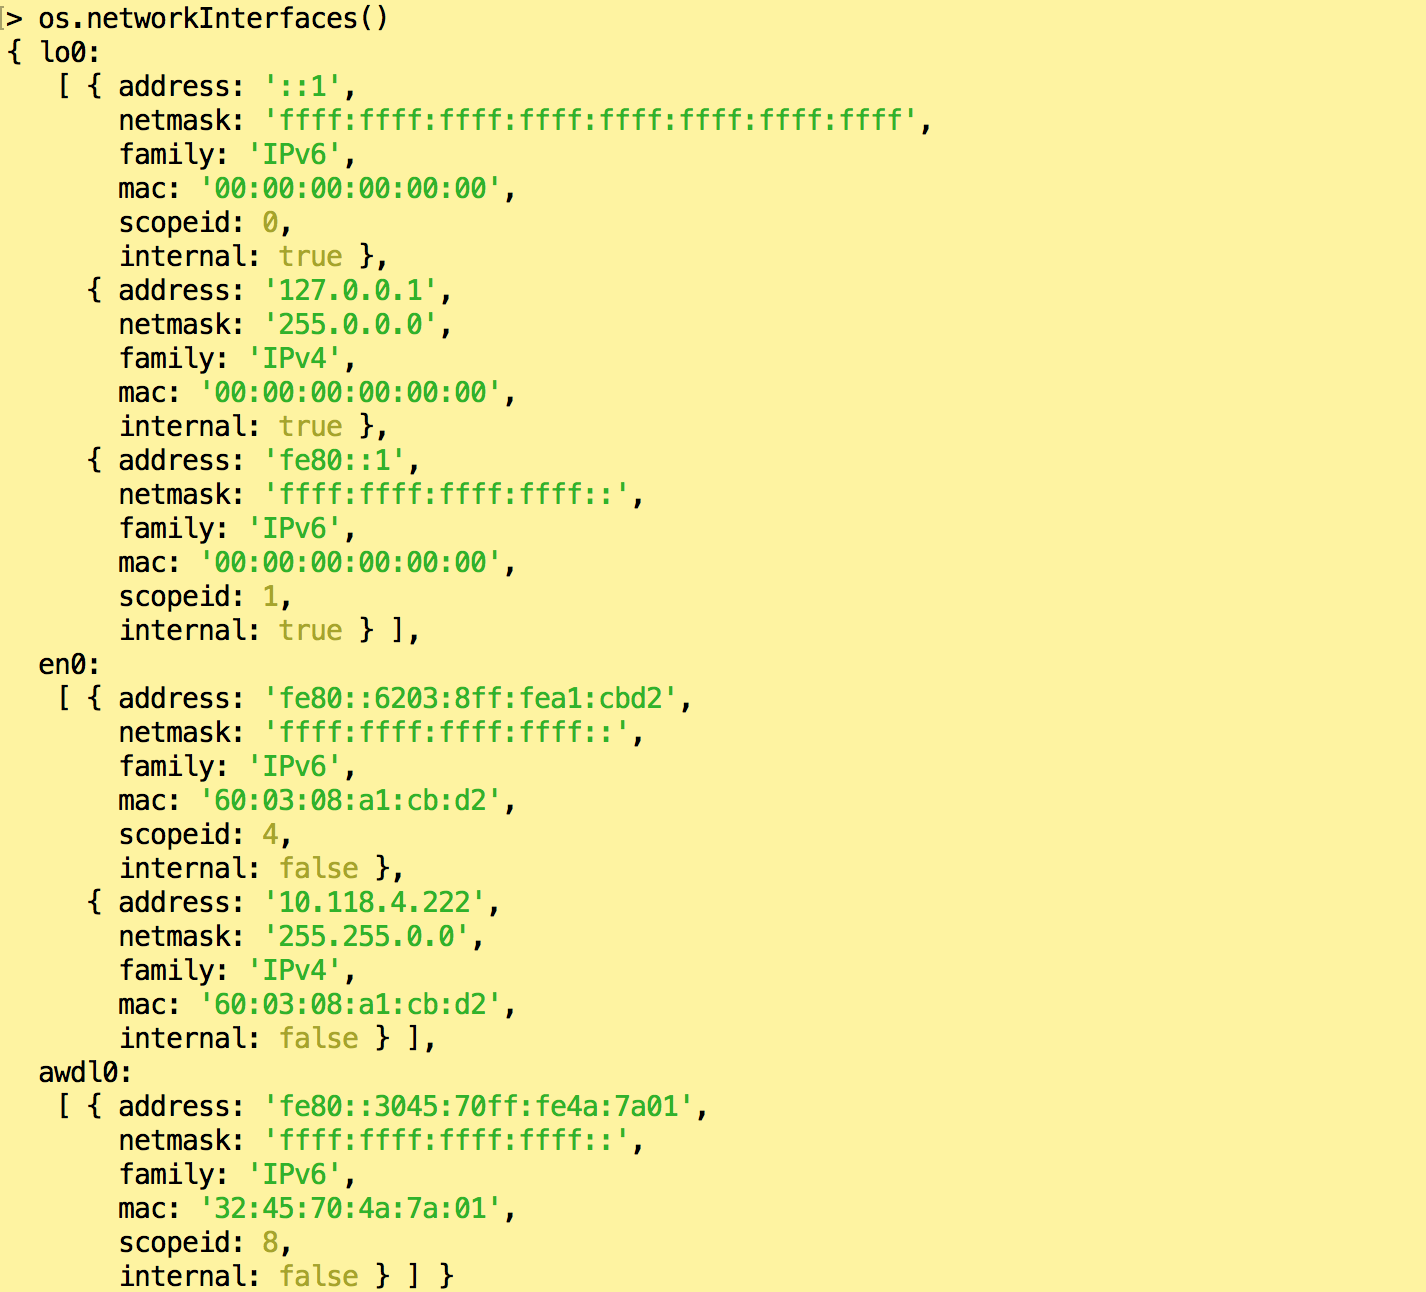 > os.networkInterfaces()
{ lo0:
   [ { address: '::1',
       netmask: 'ffff:ffff:ffff:ffff:ffff:ffff:ffff:ffff',
       family: 'IPv6',
       mac: '00:00:00:00:00:00',
       scopeid: 0,
       internal: true },
     { address: '127.0.0.1',
       netmask: '255.0.0.0',
       family: 'IPv4',
       mac: '00:00:00:00:00:00',
       internal: true },
     { address: 'fe80::1',
       netmask: 'ffff:ffff:ffff:ffff::',
       family: 'IPv6',
       mac: '00:00:00:00:00:00',
       scopeid: 1,
       internal: true } ],
  en0:
   [ { address: 'fe80::6203:8ff:fea1:cbd2',
       netmask: 'ffff:ffff:ffff:ffff::',
       family: 'IPv6',
       mac: '60:03:08:a1:cb:d2',
       scopeid: 4,
       internal: false },
     { address: '10.118.4.222',
       netmask: '255.255.0.0',
       family: 'IPv4',
       mac: '60:03:08:a1:cb:d2',
       internal: false } ],
  awdl0:
   [ { address: 'fe80::3045:70ff:fe4a:7a01',
       netmask: 'ffff:ffff:ffff:ffff::',
       family: 'IPv6',
       mac: '32:45:70:4a:7a:01',
       scopeid: 8,
       internal: false } ] }